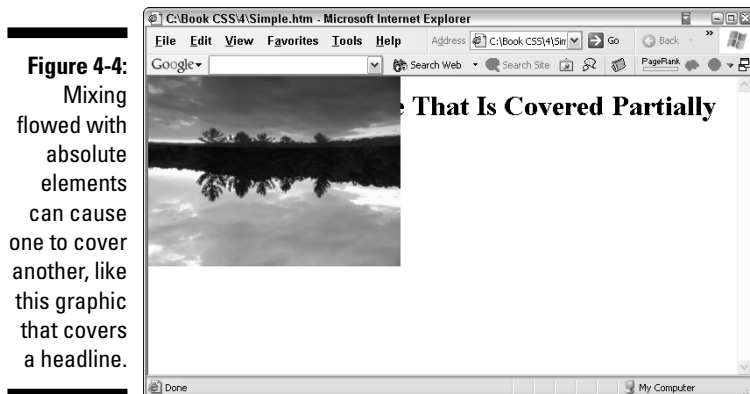 Figure 4-4:
Mixing
flowed with
absolute
elements
can cause
one to cover
another, like
this graphic
that covers
a headline.
C:\Book CSS\4\Simple.htm - Microsoft Internet Explorer
File Edit View Favorites Tools Help Address C:\Book CSS\4\Sim Go Back »
Google Search Web Search Site PageRank
That Is Covered Partially
Done My Computer